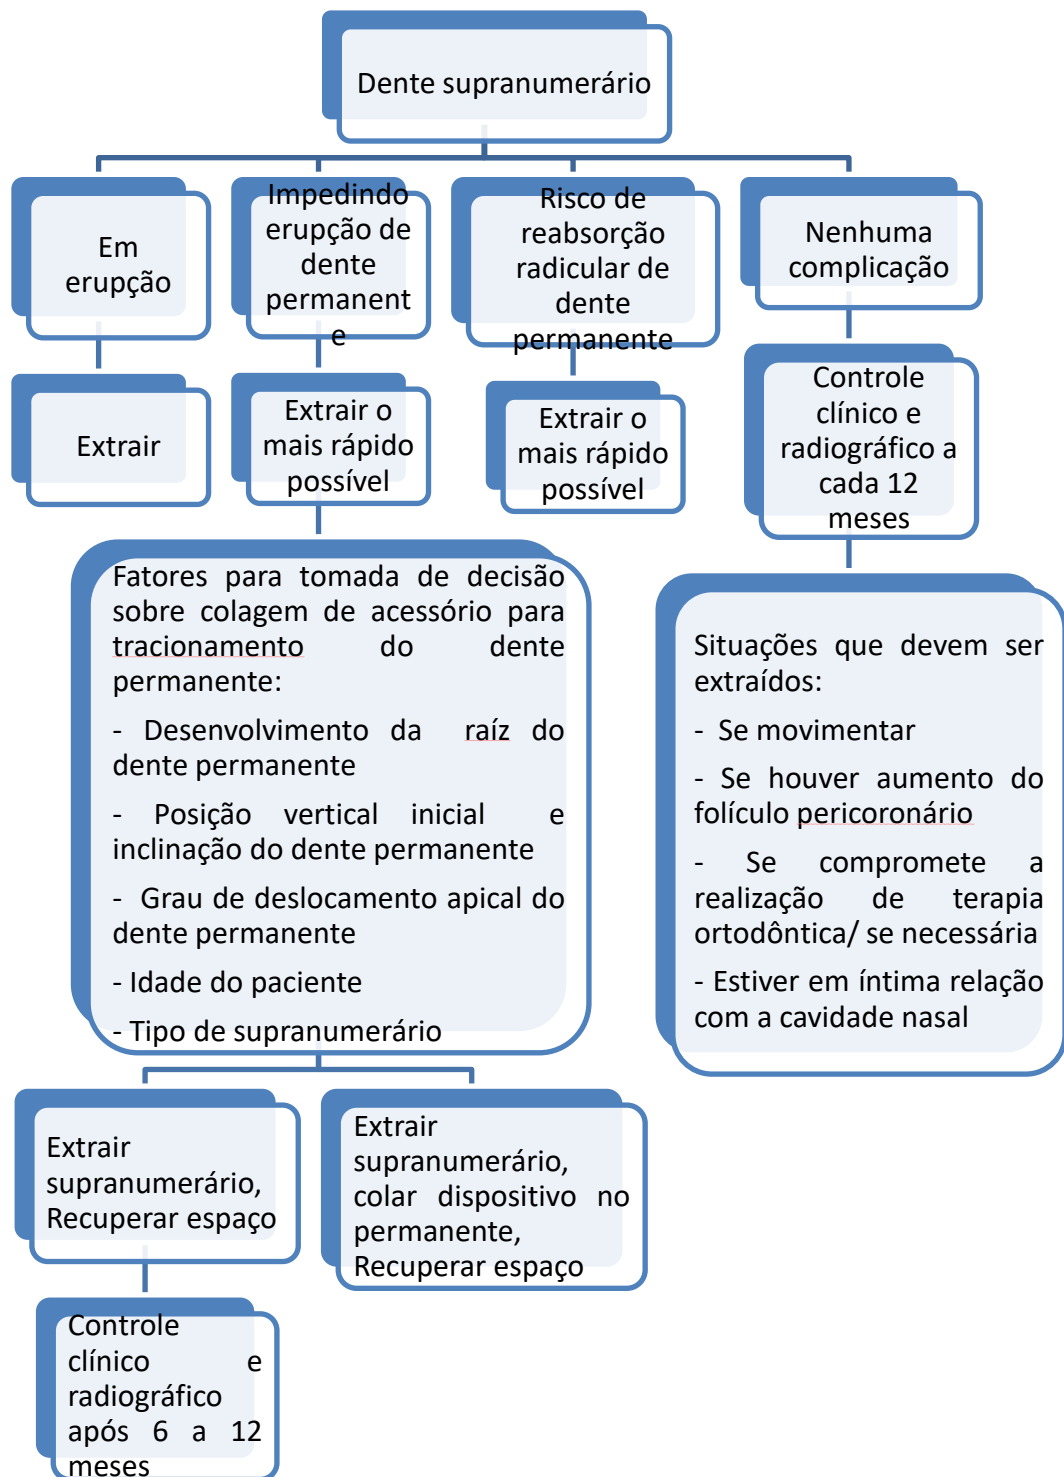 Dente supranumerário
Em
erupção
Impedindo
erupção de
dente
permanent
e
Risco de
reabsorção
radicular de
dente
permanente
Nenhuma
complicação
Extrair
Extrair o
mais rápido
possível
Extrair o
mais rápido
possível
Controle
clínico e
radiográfico a
cada 12
meses
Fatores para tomada de decisão
sobre colagem de acessório para
tracionamento do dente
permanente:
- Desenvolvimento da raíz do
dente permanente
- Posição vertical inicial e
inclinação do dente permanente
- Grau de deslocamento apical do
dente permanente
- Idade do paciente
- Tipo de supranumerário
Situações que devem ser
extraídos:
- Se movimentar
- Se houver aumento do
folículo pericoronário
- Se compromete a
realização de terapia
ortodôntica/ se necessária
- Estiver em íntima relação
com a cavidade nasal
Extrair
supranumerário,
Recuperar espaço
Extrair
supranumerário,
colar dispositivo no
permanente,
Recuperar espaço
Controle
clínico e
radiográfico
após 6 a 12
meses